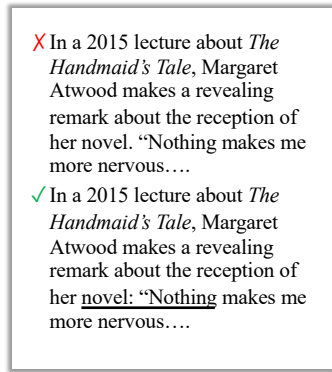 ✗ In a 2015 lecture about The
Handmaid's Tale, Margaret
Atwood makes a revealing
remark about the reception of
her novel. “Nothing makes me
more nervous….
✓ In a 2015 lecture about The
Handmaid's Tale, Margaret
Atwood makes a revealing
remark about the reception of
her novel: “Nothing makes me
more nervous….